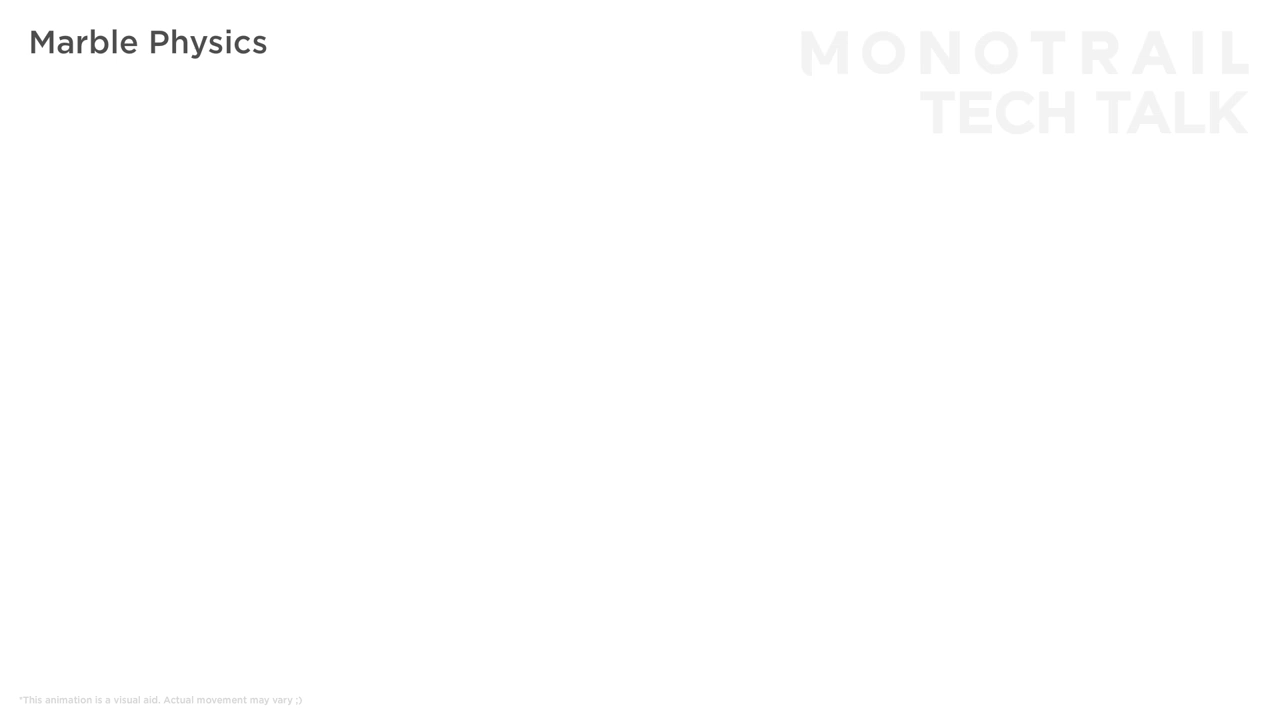 Marble Physics
MONOTRAIL
TECH TALK
*This animation is a visual aid. Actual movement may vary ;)